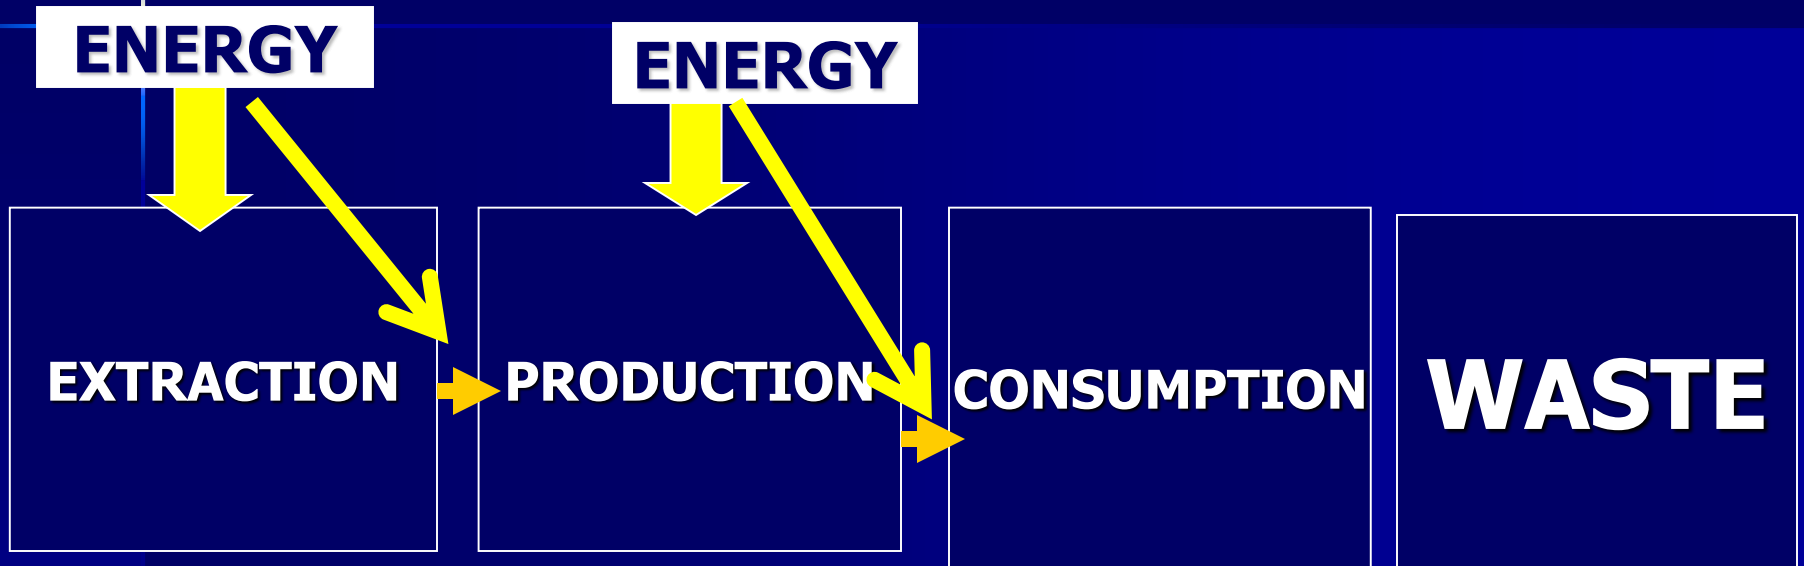 ENERGY
ENERGY
EXTRACTION
PRODUCTION
CONSUMPTION
WASTE